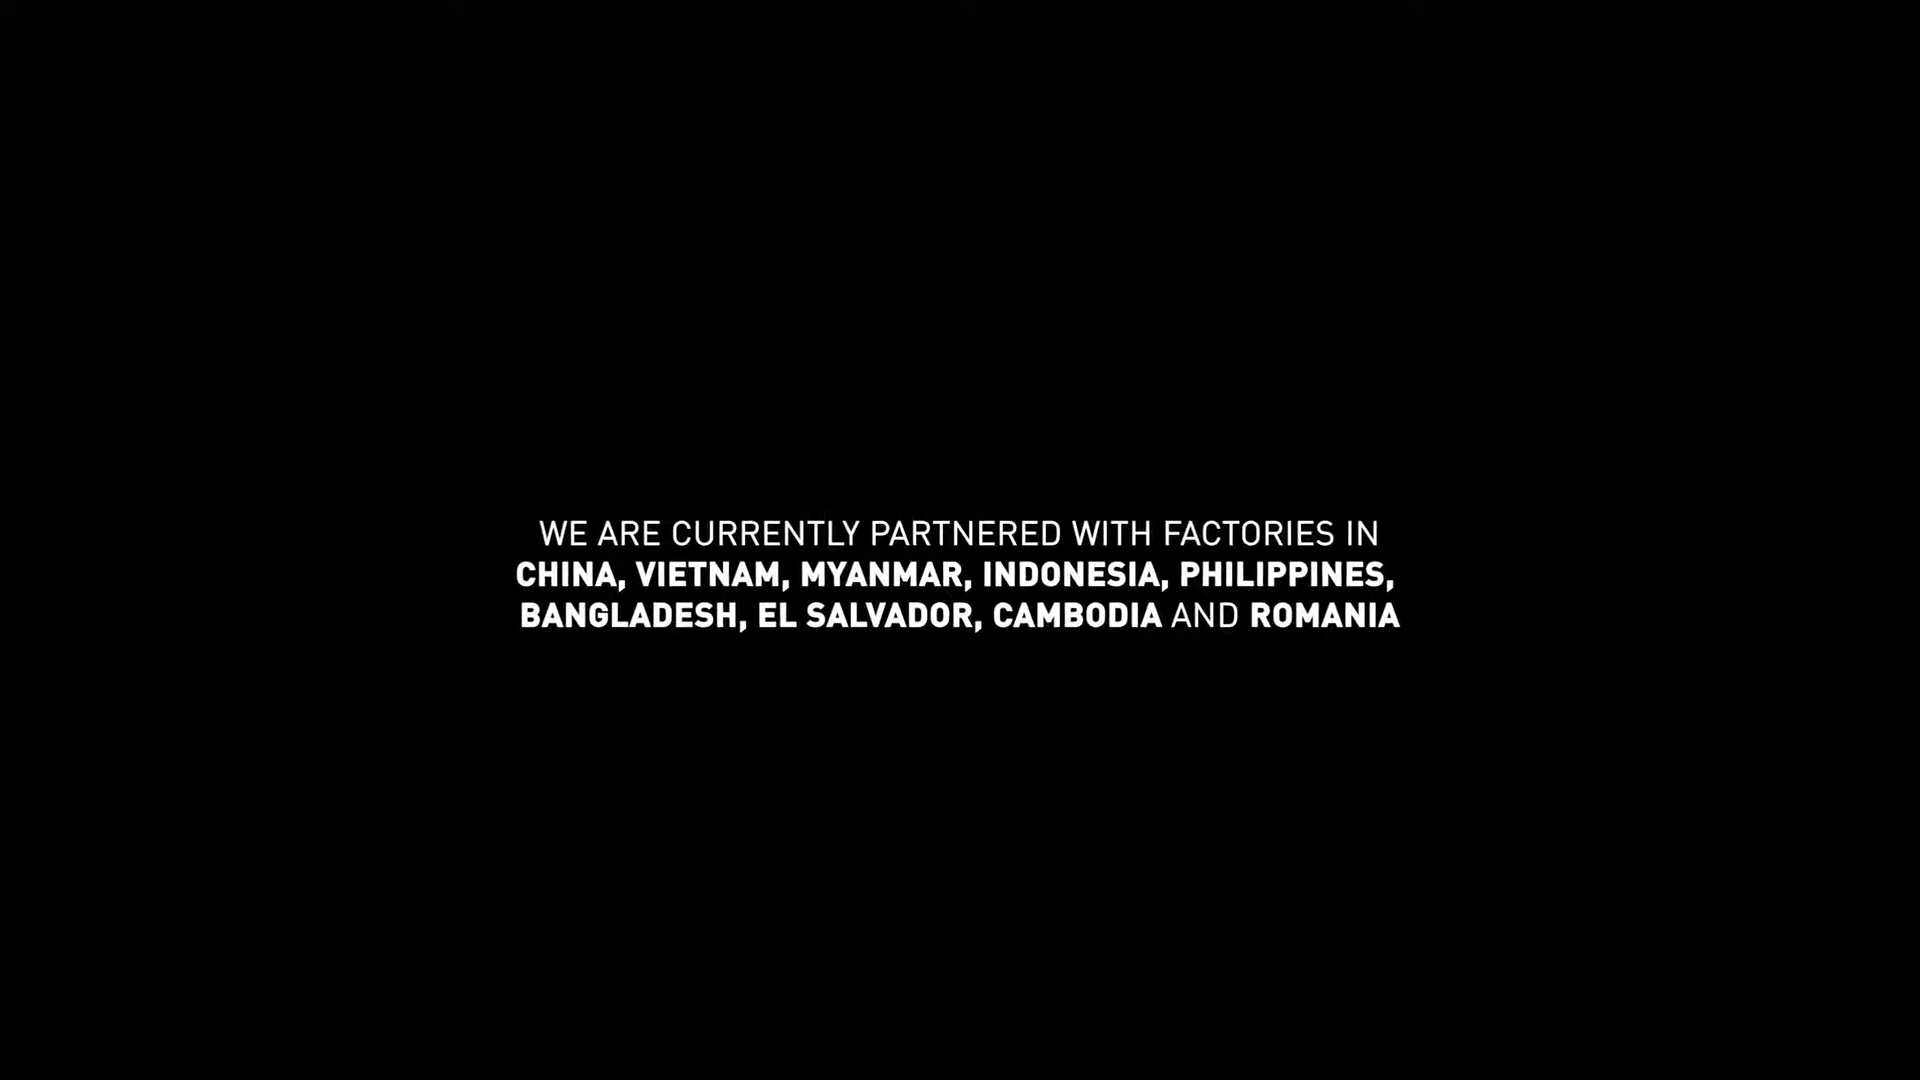 WE ARE CURRENTLY PARTNERED WITH FACTORIES IN
CHINA, VIETNAM, MYANMAR, INDONESIA, PHILIPPINES,
BANGLADESH, EL SALVADOR, CAMBODIA AND ROMANIA